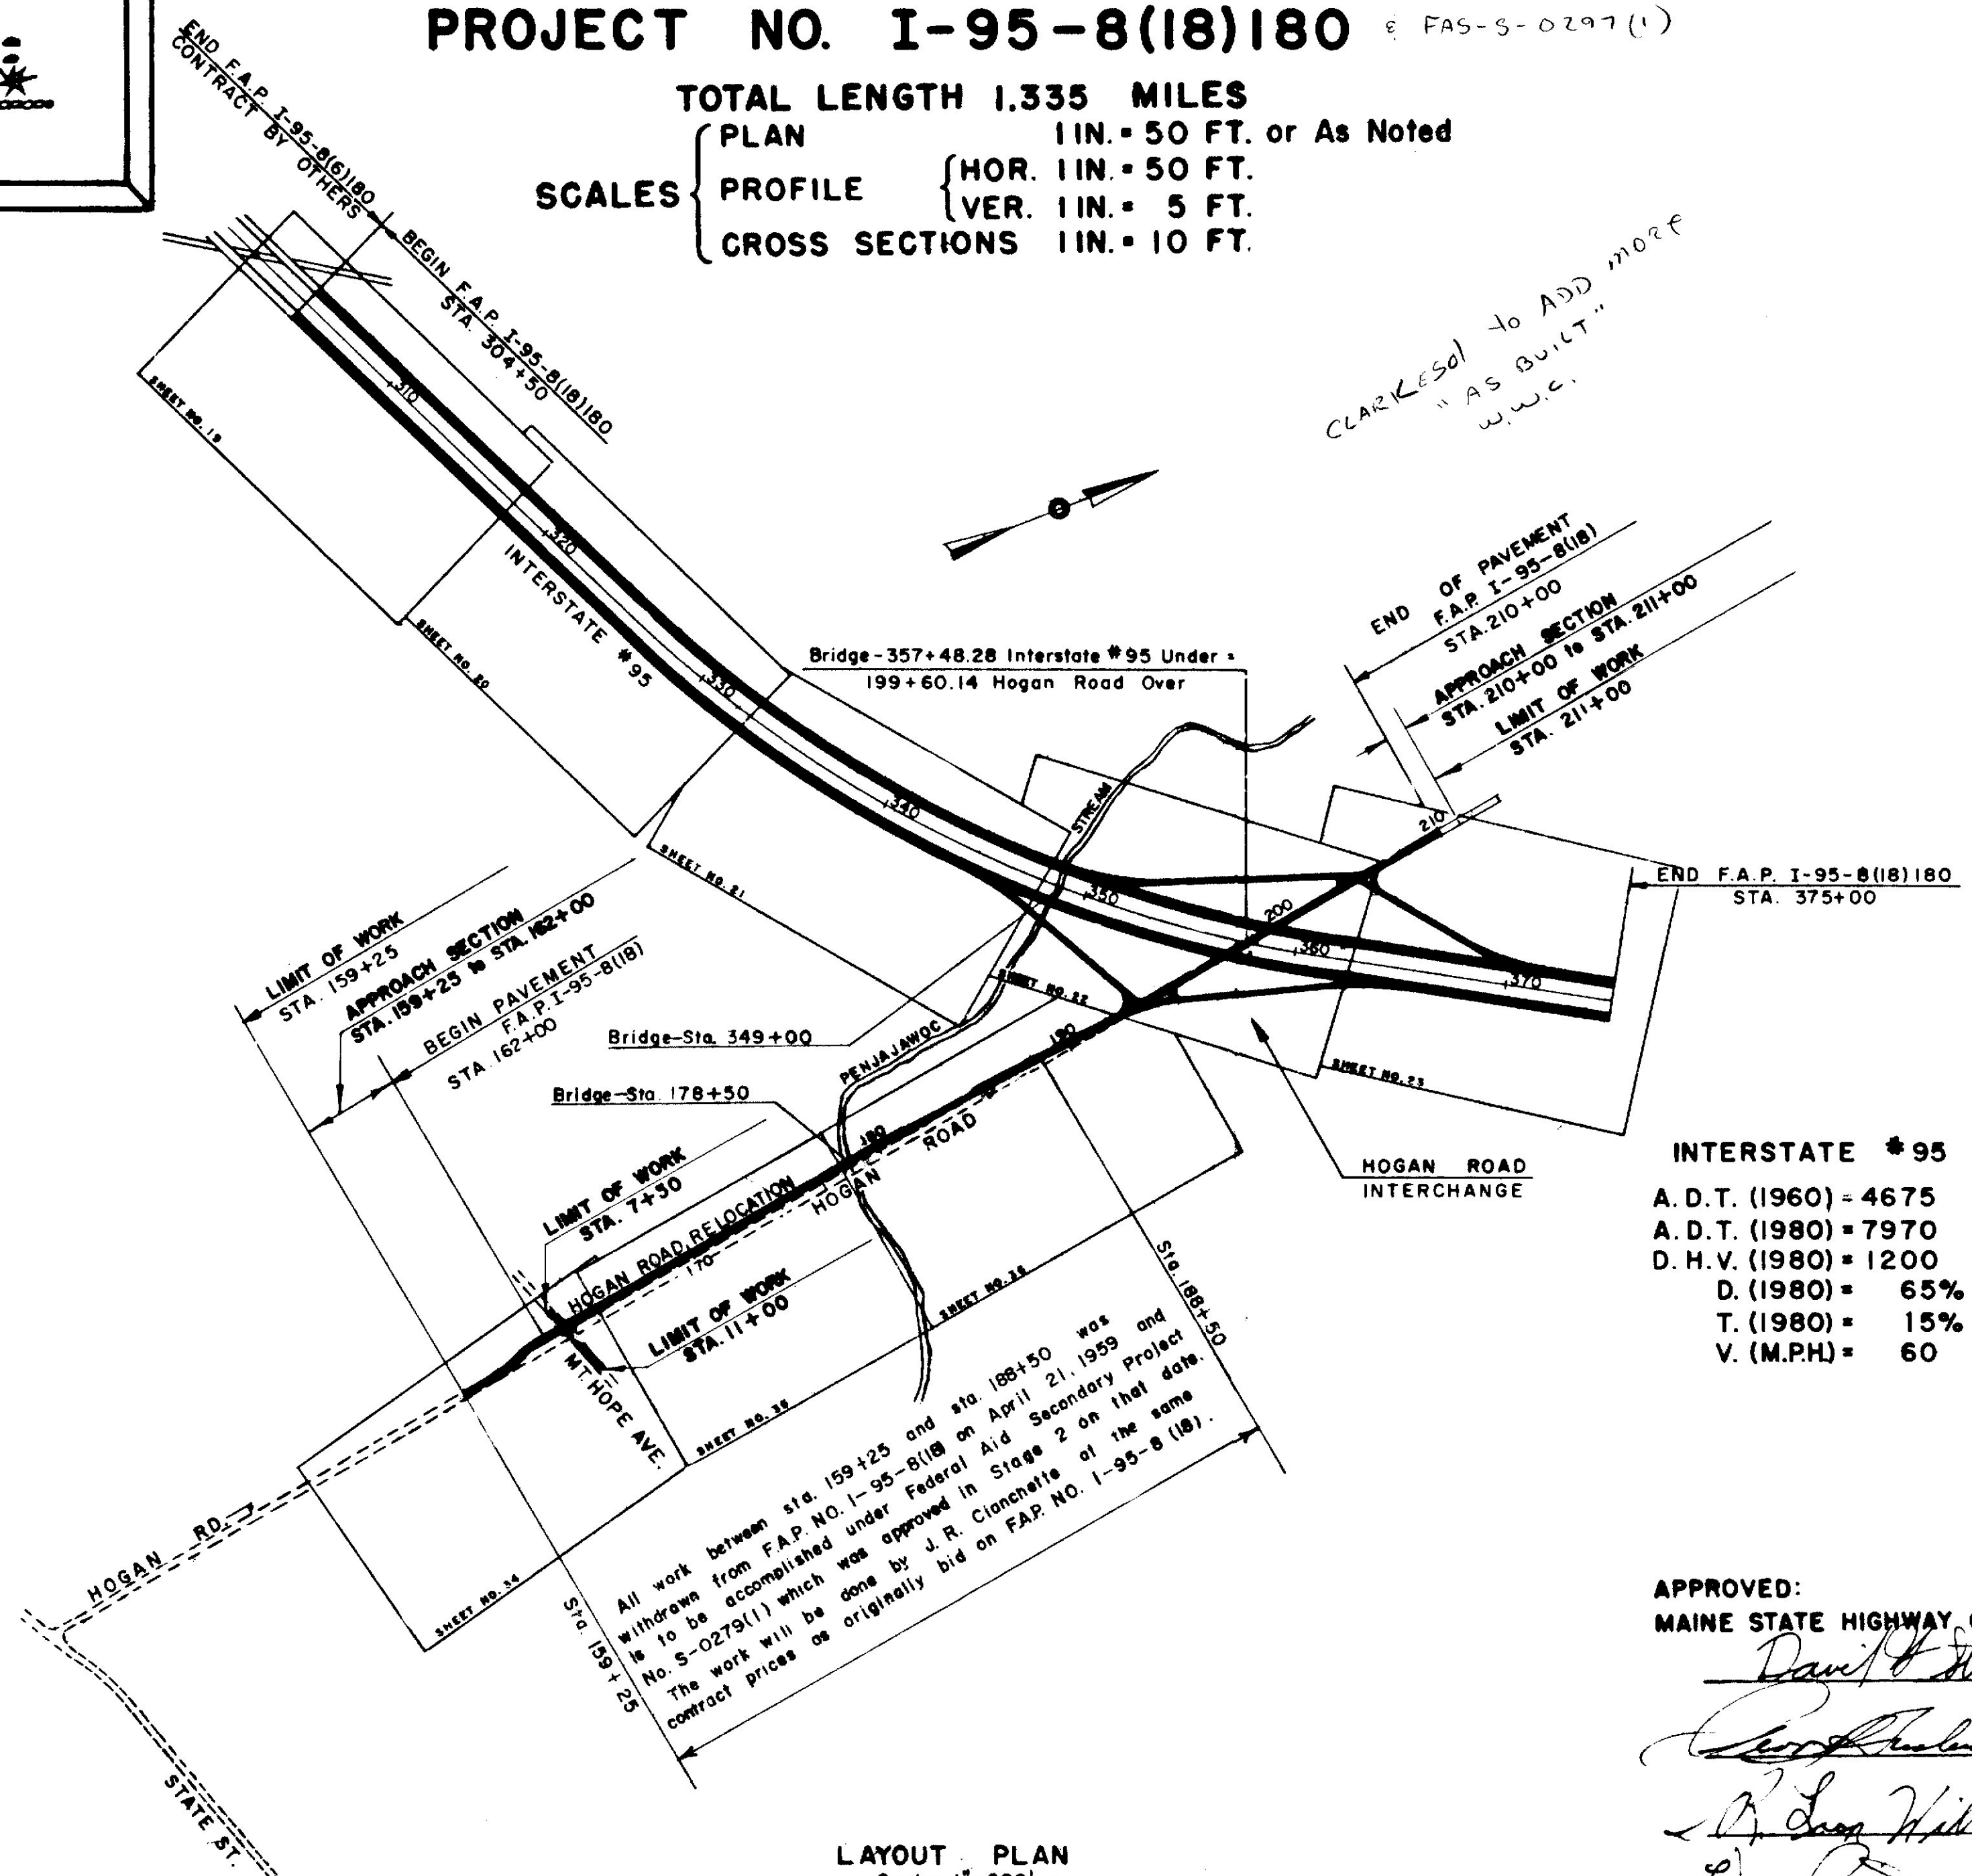 PROJECT NO. I-95-8(18)180 & FAS-S-0297(1)
TOTAL LENGTH 1.335 MILES
SCALES
PLAN 1 IN. = 50 FT. or As Noted
PROFILE
HOR. 1 IN. = 50 FT.
VER. 1 IN. = 5 FT.
CROSS SECTIONS 1 IN. = 10 FT.
END F.A.P. I-95-8(6)180
CONTRACT BY OTHERS
BEGIN F.A.P. I-95-8(18)180
STA. 304+50
to ADD more
"AS BUILT"
W.W.C.
SHEET NO. 19
310
320
INTERSTATE #95
SHEET NO. 20
330
Bridge-357+48.28 Interstate #95 Under =
199+60.14 Hogan Road Over
END OF PAVEMENT
F.A.P. I-95-8(18)
STA. 210+00
APPROACH SECTION
STA. 210+00 to STA. 211+00
LIMIT OF WORK
STA. 211+00
340
STREAM
210
SHEET NO. 21
350
200
360
370
END F.A.P. I-95-8(18)180
STA. 375+00
LIMIT OF WORK
STA. 159+25
APPROACH SECTION
STA. 159+25 to STA. 162+00
BEGIN PAVEMENT
F.A.P. I-95-8(18)
STA. 162+00
SHEET NO. 22
190
Bridge-Sta. 349+00
PENJAJAWOC
SHEET NO. 23
Bridge-Sta. 178+50
180
HOGAN ROAD
HOGAN ROAD
INTERCHANGE
LIMIT OF WORK
STA. 7+50
HOGAN ROAD RELOCATION
170
LIMIT OF WORK
STA. 11+00
MT. HOPE AVE.
SHEET NO. 36
Sta. 188+50
SHEET NO. 35
INTERSTATE #95
A.D.T. (1960) = 4675
A.D.T. (1980) = 7970
D.H.V. (1980) = 1200
D. (1980) = 65%
T. (1980) = 15%
V. (M.P.H.) = 60
All work between sta. 159+25 and sta. 188+50 was
withdrawn from F.A.P. NO. I-95-8(18) on April 21, 1959 and
is to be accomplished under Federal Aid Secondary Project
No. S-0279(1) which was approved in Stage 2 on that date.
The work will be done by J. R. Cianchette at the same
contract prices as originally bid on F.A.P. NO. I-95-8 (18).
HOGAN RD.
SHEET NO. 34
Sta. 159+25
STATE ST.
APPROVED:
MAINE STATE HIGHWAY
David
LAYOUT PLAN